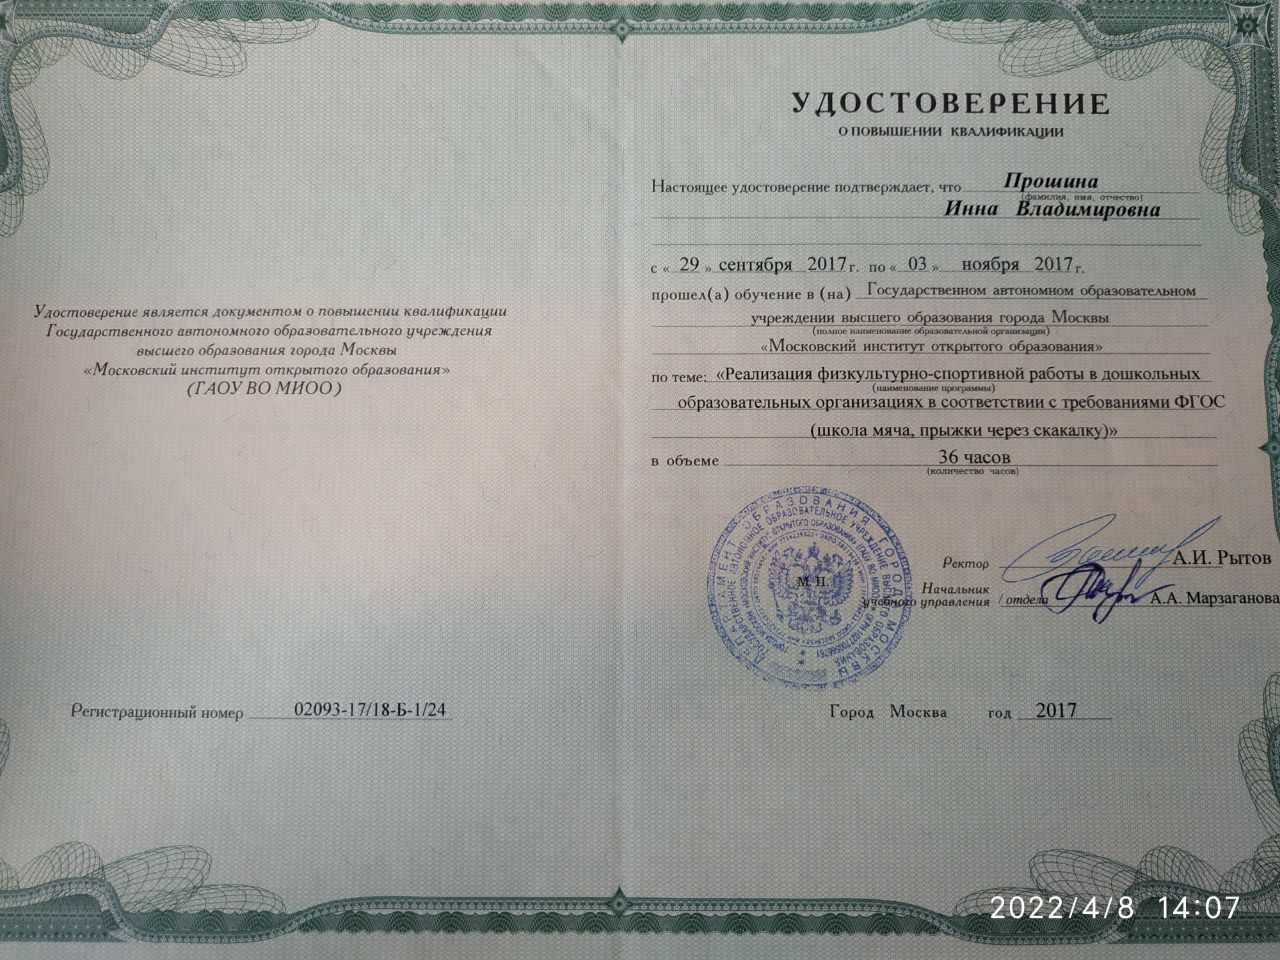 Удостоверение является документом о повышении квалификации
Государственного автономного образовательного учреждения
высшего образования города Москвы
«Московский институт открытого образования»
(ГАОУ ВО МИОО)
Регистрационный номер 02093-17/18-Б-1/24
УДОСТОВЕРЕНИЕ
О ПОВЫШЕНИИ КВАЛИФИКАЦИИ
Настоящее удостоверение подтверждает, что Прошина
(фамилия, имя, отчество)
Инна Владимировна
с « 29 » сентября 2017 г. по « 03 » ноября 2017 г.
прошел(а) обучение в (на) Государственном автономном образовательном
учреждении высшего образования города Москвы
(полное наименование образовательной организации)
«Московский институт открытого образования»
по теме: «Реализация физкультурно-спортивной работы в дошкольных
(наименование программы)
образовательных организациях в соответствии с требованиями ФГОС
(школа мяча, прыжки через скакалку)»
в объеме 36 часов
(количество часов)
ДЕПАРТАМЕНТ ОБРАЗОВАНИЯ ГОРОДА МОСКВЫ
М. П.
Ректор А.И. Рытов
Начальник
учебного управления / отдела А.А. Марзаганова
Город Москва год 2017
2022/4/8 14:07